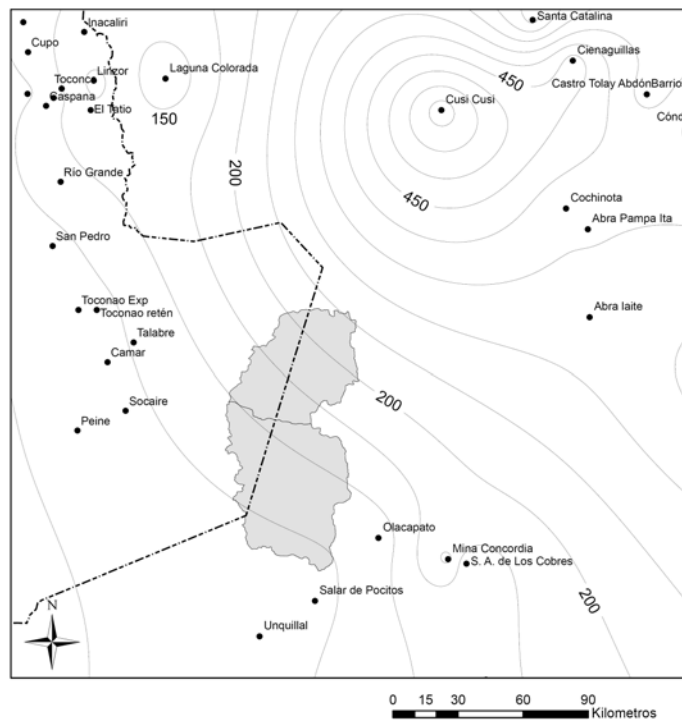 Santa Catalina
Inacaliri
Cupo
Cienaguillas
Linzor
Toconce
Laguna Colorada
450
Castro Tolay
Abdón
Barrio
Caspana
El Tatio
150
Cusi Cusi
Cónd
Río Grande
200
450
Cochinota
Abra Pampa Ita
San Pedro
Toconao Exp
Toconao retén
Abra Iaite
Talabre
Camar
200
Socaire
Peine
Olacapato
Mina Concordia
S. A. de Los Cobres
Salar de Pocitos
200
N
Unquillal
0 15 30 60 90
Kilometros